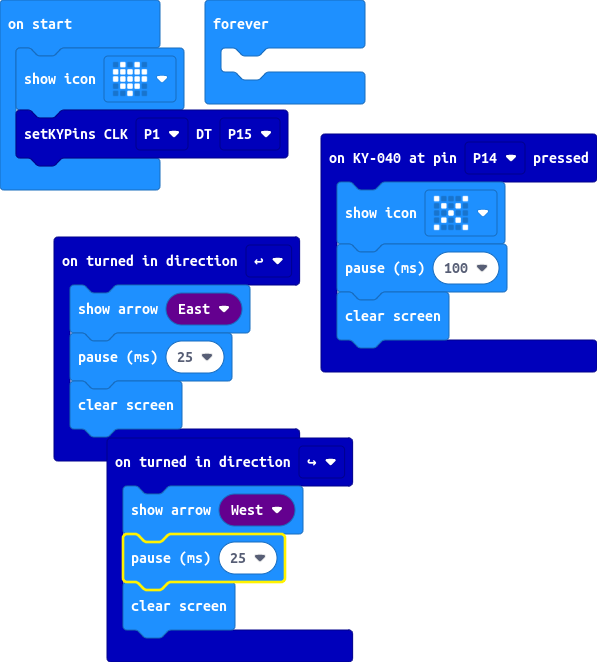 on start
show icon
setKYPins CLK P1 DT P15
forever
on KY-040 at pin P14 pressed
show icon
pause (ms) 100
clear screen
on turned in direction ↩
show arrow East
pause (ms) 25
clear screen
on turned in direction ↪
show arrow West
pause (ms) 25
clear screen